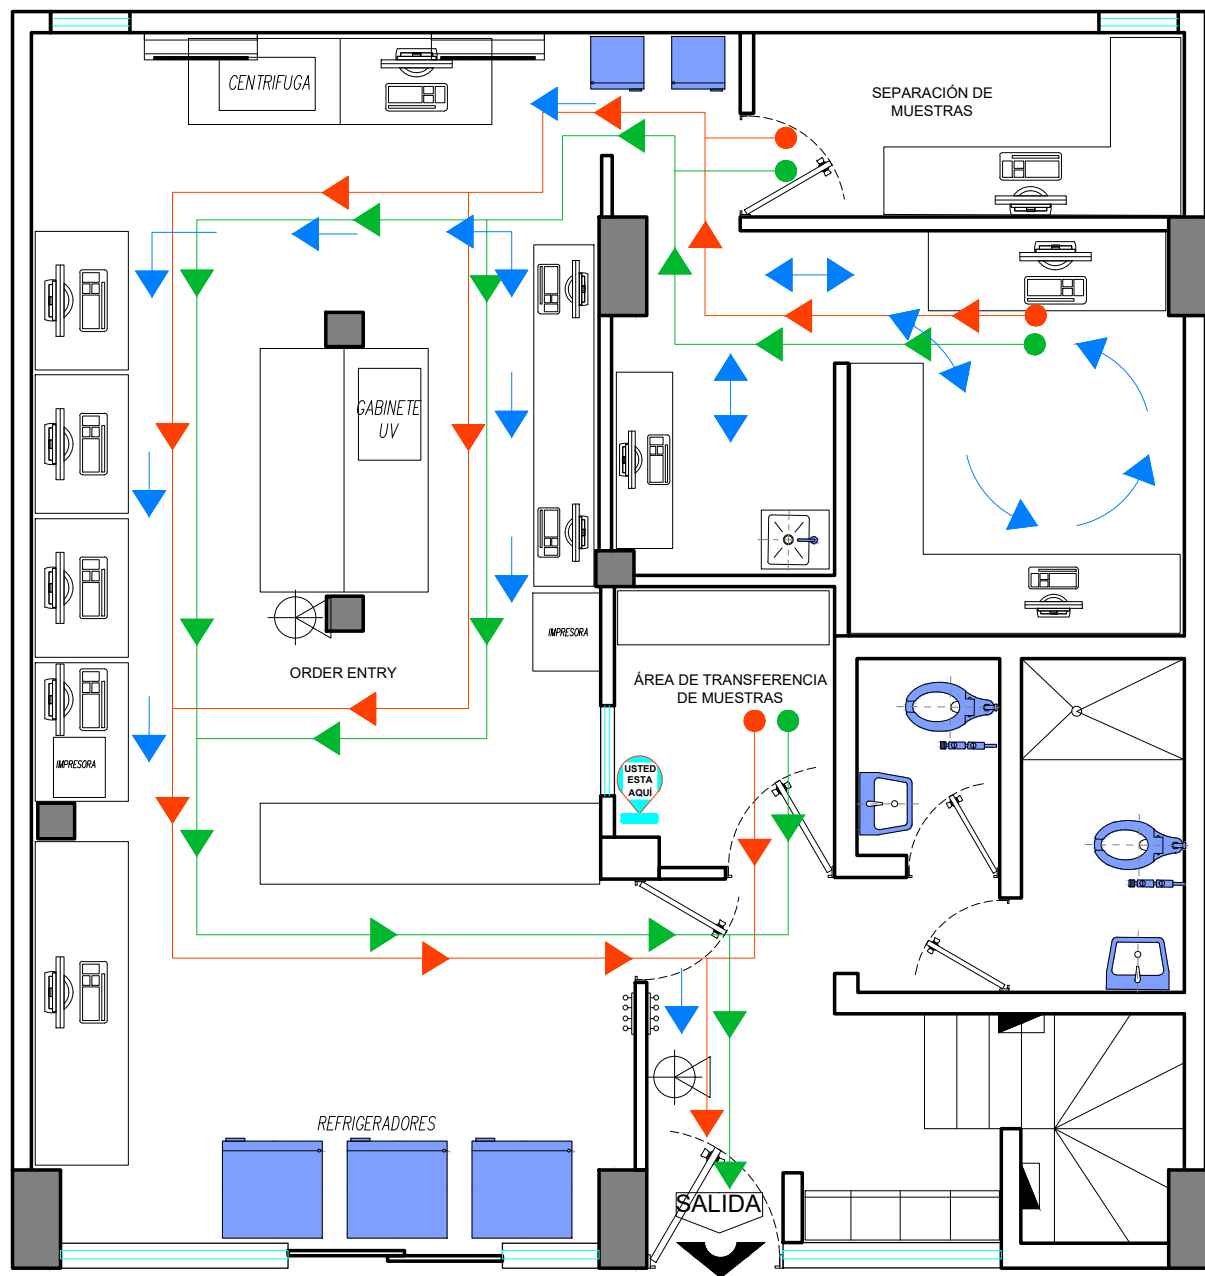 CENTRIFUGA
SEPARACIÓN DE
MUESTRAS
GABINETE
UV
IMPRESORA
ORDER ENTRY
ÁREA DE TRANSFERENCIA
DE MUESTRAS
IMPRESORA
USTED
ESTA
AQUÍ
REFRIGERADORES
SALIDA